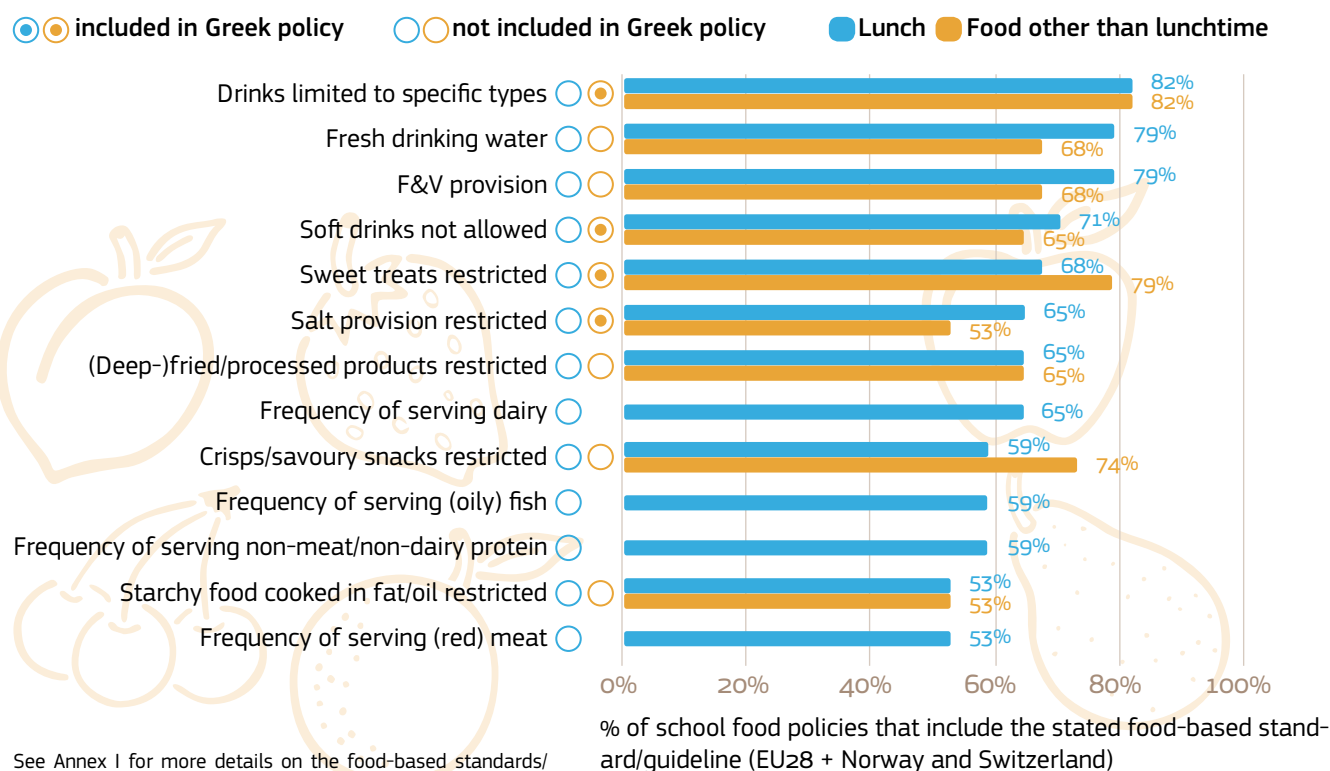 included in Greek policy not included in Greek policy Lunch Food other than lunchtime
Drinks limited to specific types 82% 82%
Fresh drinking water 79% 68%
F&V provision 79% 68%
Soft drinks not allowed 71% 65%
Sweet treats restricted 68% 79%
Salt provision restricted 65% 53%
(Deep-)fried/processed products restricted 65% 65%
Frequency of serving dairy 65%
Crisps/savoury snacks restricted 59% 74%
Frequency of serving (oily) fish 59%
Frequency of serving non-meat/non-dairy protein 59%
Starchy food cooked in fat/oil restricted 53% 53%
Frequency of serving (red) meat 53%
0% 20% 40% 60% 80% 100%
% of school food policies that include the stated food-based stand-
ard/guideline (EU28 + Norway and Switzerland)
See Annex I for more details on the food-based standards/